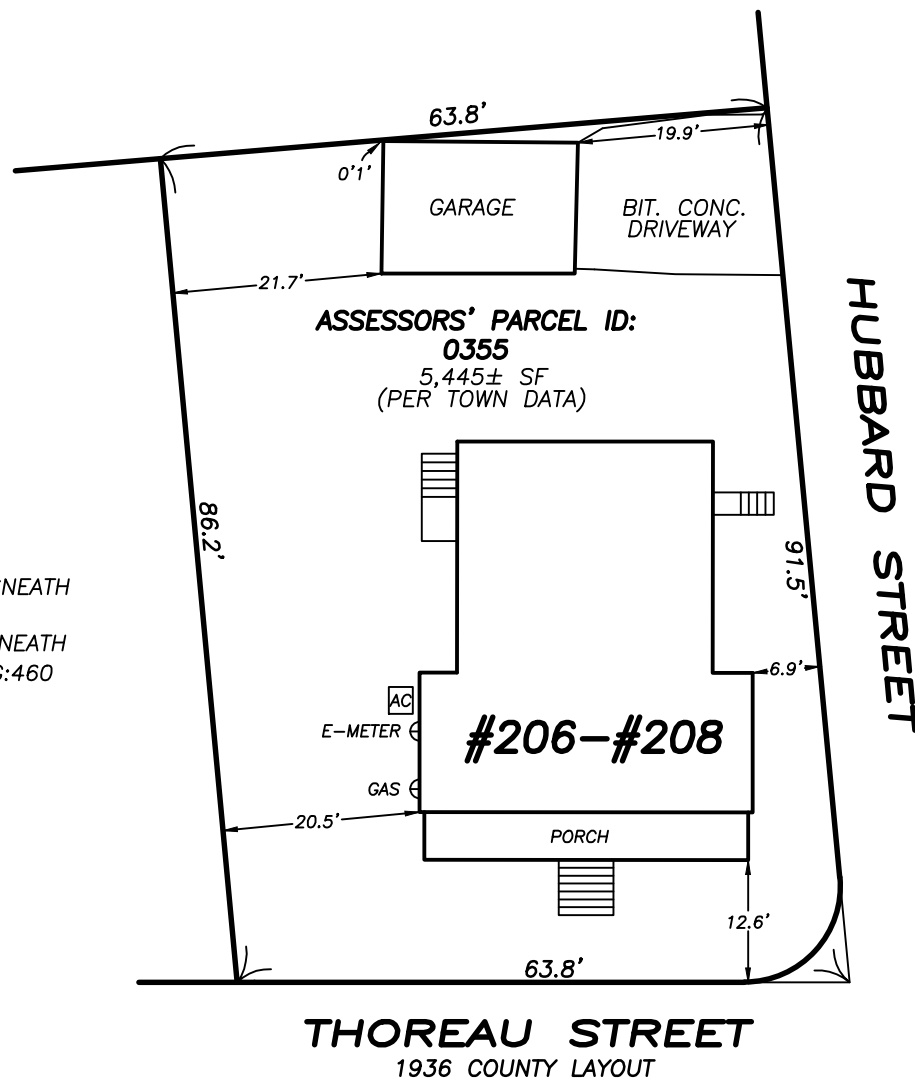 63.8'
19.9'
0'1'
GARAGE
BIT. CONC.
DRIVEWAY
21.7'
ASSESSORS' PARCEL ID:
0355
5,445± SF
(PER TOWN DATA)
HUBBARD STREET
86.2'
91.5'
NEATH
:460
6.9'
AC
E-METER
#206-#208
GAS
20.5'
PORCH
12.6'
63.8'
THOREAU STREET
1936 COUNTY LAYOUT